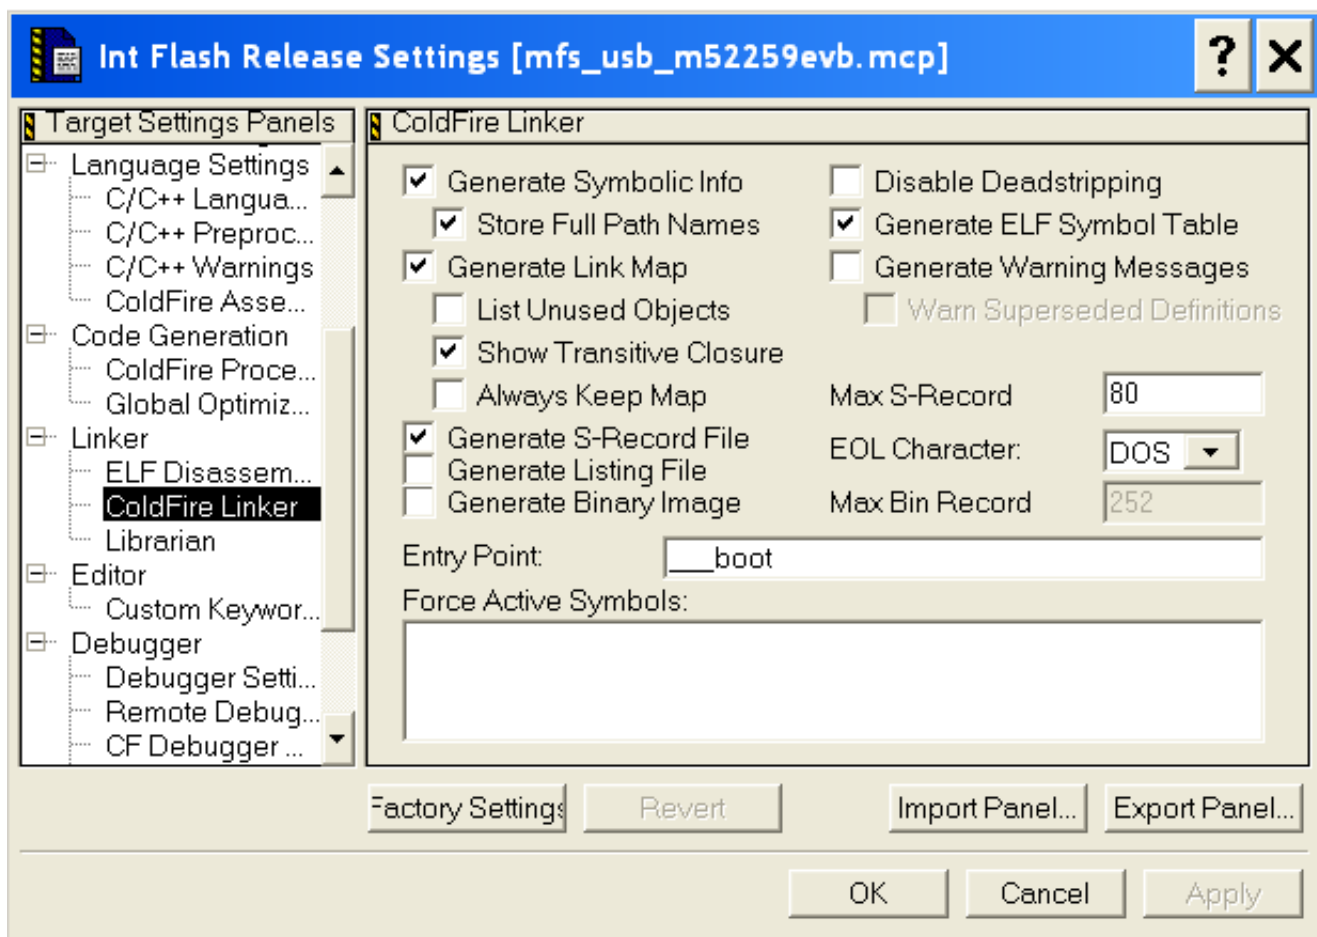 Int Flash Release Settings [mfs_usb_m52259evb.mcp]
Target Settings Panels
Language Settings
C/C++ Langua...
C/C++ Preproc...
C/C++ Warnings
ColdFire Asse...
Code Generation
ColdFire Proce...
Global Optimiz...
Linker
ELF Disassem...
ColdFire Linker
Librarian
Editor
Custom Keywor...
Debugger
Debugger Setti...
Remote Debug...
CF Debugger ...
ColdFire Linker
Generate Symbolic Info
Store Full Path Names
Generate Link Map
List Unused Objects
Show Transitive Closure
Always Keep Map
Generate S-Record File
Generate Listing File
Generate Binary Image
Disable Deadstripping
Generate ELF Symbol Table
Generate Warning Messages
Warn Superseded Definitions
Max S-Record 80
EOL Character: DOS
Max Bin Record 252
Entry Point: ___boot
Force Active Symbols:
Factory Settings Revert Import Panel... Export Panel...
OK Cancel Apply